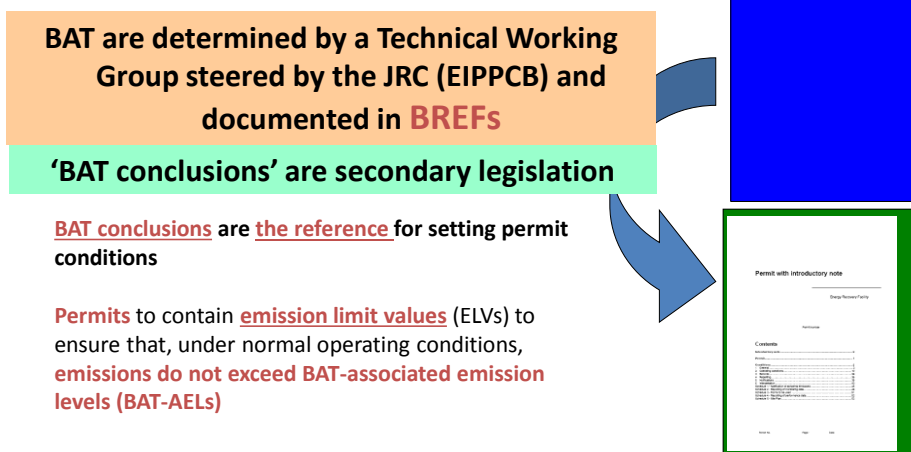 BAT are determined by a Technical Working
Group steered by the JRC (EIPPCB) and
documented in BREFs
‘BAT conclusions’ are secondary legislation
BAT conclusions are the reference for setting permit
conditions
Permits to contain emission limit values (ELVs) to
ensure that, under normal operating conditions,
emissions do not exceed BAT-associated emission
levels (BAT-AELs)
Permit with introductory note
Energy Recovery Facility
Contents